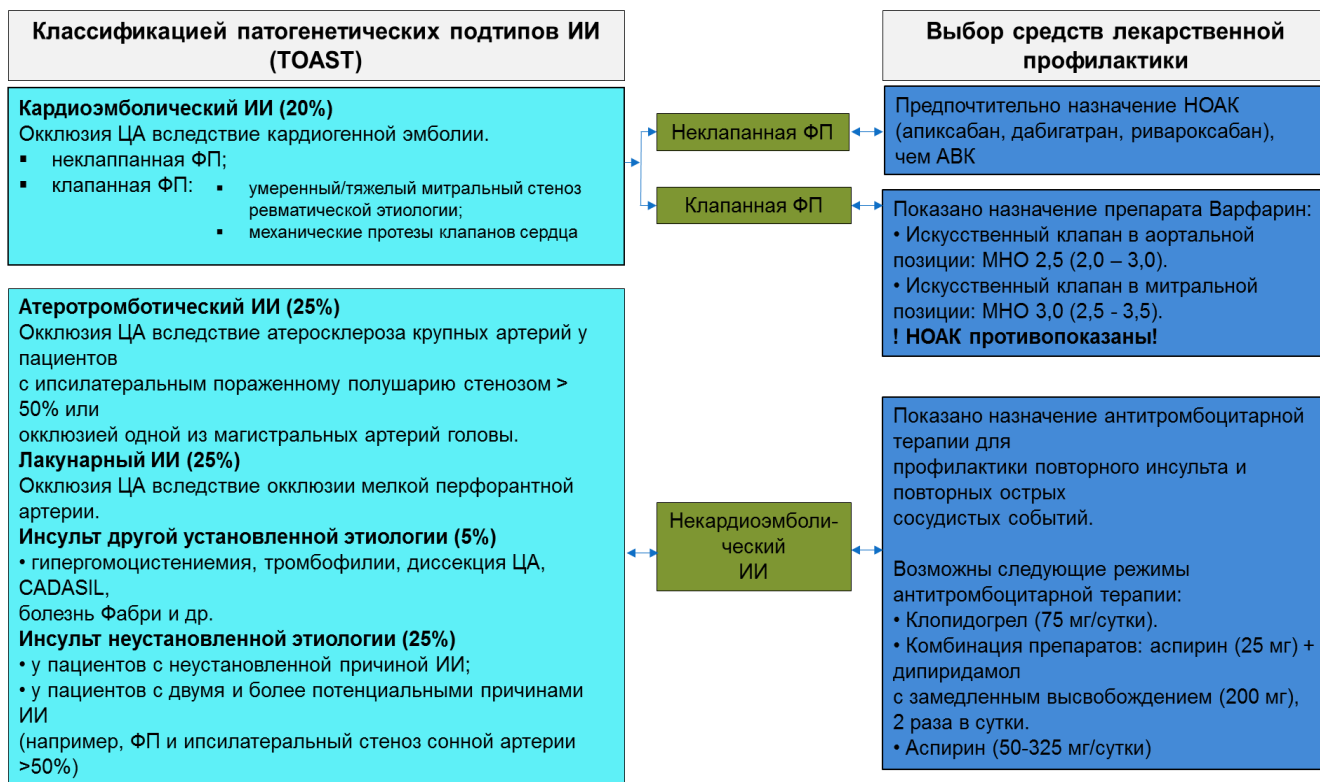 Классификацией патогенетических подтипов ИИ
(TOAST)
Выбор средств лекарственной
профилактики
Кардиоэмболический ИИ (20%)
Окклюзия ЦА вследствие кардиогенной эмболии.
▪ неклаппанная ФП;
▪ клапанная ФП:
▪ умеренный/тяжелый митральный стеноз
ревматической этиологии;
▪ механические протезы клапанов сердца
Неклапанная ФП
Клапанная ФП
Предпочтительно назначение НОАК
(апиксабан, дабигатран, ривароксабан),
чем АВК
Показано назначение препарата Варфарин:
• Искусственный клапан в аортальной
позиции: МНО 2,5 (2,0 – 3,0).
• Искусственный клапан в митральной
позиции: МНО 3,0 (2,5 - 3,5).
! НОАК противопоказаны!
Атеротромботический ИИ (25%)
Окклюзия ЦА вследствие атеросклероза крупных артерий у
пациентов
с ипсилатеральным пораженному полушарию стенозом >
50% или
окклюзией одной из магистральных артерий головы.
Лакунарный ИИ (25%)
Окклюзия ЦА вследствие окклюзии мелкой перфорантной
артерии.
Инсульт другой установленной этиологии (5%)
• гипергомоцистениемия, тромбофилии, диссекция ЦА,
CADASIL,
болезнь Фабри и др.
Инсульт неустановленной этиологии (25%)
• у пациентов с неустановленной причиной ИИ;
• у пациентов с двумя и более потенциальными причинами
ИИ
(например, ФП и ипсилатеральный стеноз сонной артерии
>50%)
Некардиоэмболи-
ческий
ИИ
Показано назначение антитромбоцитарной
терапии для
профилактики повторного инсульта и
повторных острых
сосудистых событий.
Возможны следующие режимы
антитромбоцитарной терапии:
• Клопидогрел (75 мг/сутки).
• Комбинация препаратов: аспирин (25 мг) +
дипиридамол
с замедленным высвобождением (200 мг),
2 раза в сутки.
• Аспирин (50-325 мг/сутки)